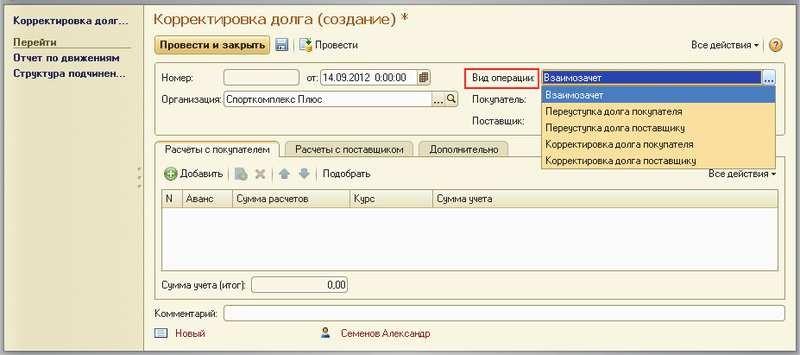 Корректировка долг...
Перейти
Отчет по движениям
Структура подчинен...
Корректировка долга (создание) *
Провести и закрыть Провести Все действия ?
Номер: от: 14.09.2012 0:00:00 Вид операции: Взаимозачет ...
Организация: Спорткомплекс Плюс ... Покупатель:
Поставщик:
Взаимозачет
Переуступка долга покупателя
Переуступка долга поставщику
Корректировка долга покупателя
Корректировка долга поставщику
Расчеты с покупателем Расчеты с поставщиком Дополнительно
Добавить Подобрать Все действия
N Аванс Сумма расчетов Курс Сумма учета
Сумма учета (итог): 0,00
Комментарий:
Новый Семенов Александр